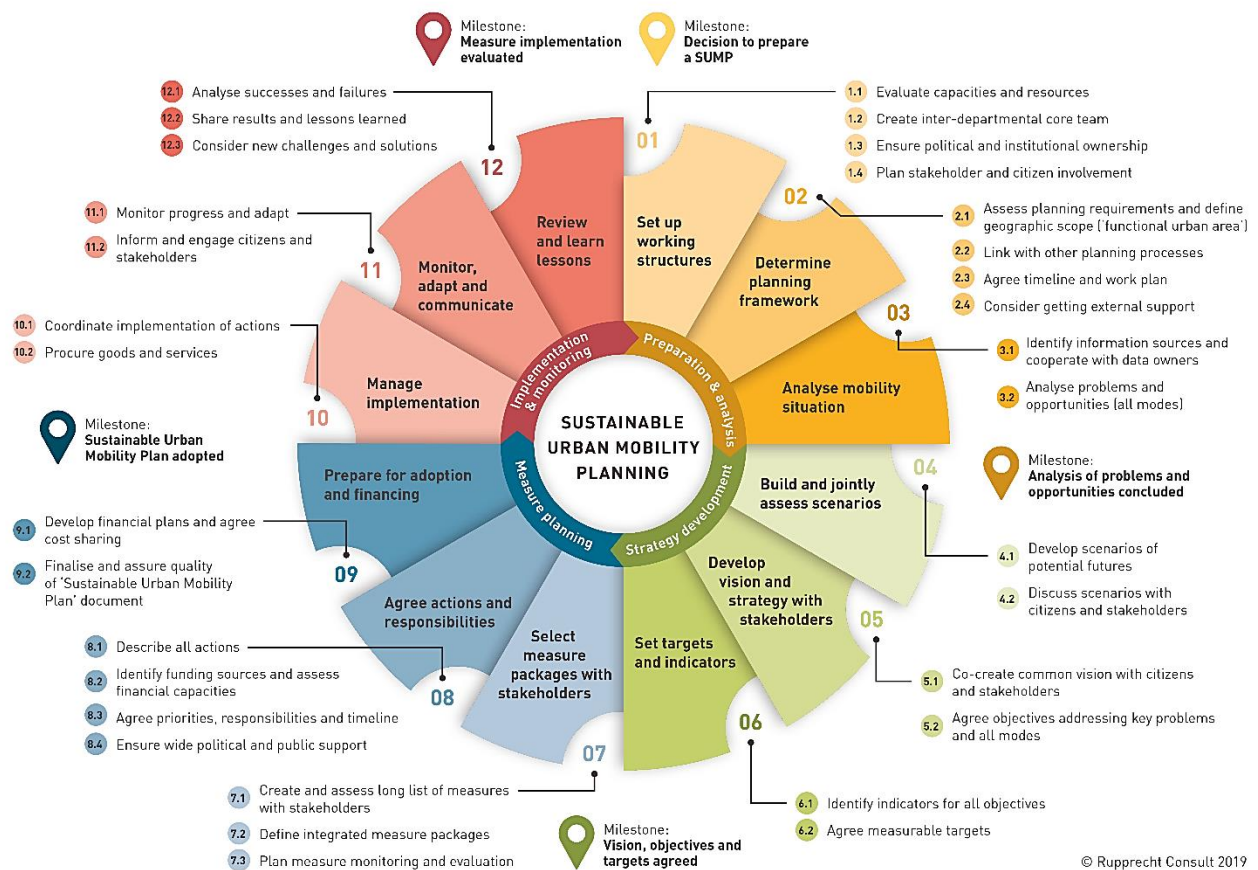 Milestone:
Measure implementation
evaluated
Milestone:
Decision to prepare
a SUMP
12.1 Analyse successes and failures
12.2 Share results and lessons learned
12.3 Consider new challenges and solutions
1.1 Evaluate capacities and resources
1.2 Create inter-departmental core team
1.3 Ensure political and institutional ownership
1.4 Plan stakeholder and citizen involvement
11.1 Monitor progress and adapt
11.2 Inform and engage citizens and
stakeholders
2.1 Assess planning requirements and define
geographic scope ('functional urban area')
2.2 Link with other planning processes
2.3 Agree timeline and work plan
2.4 Consider getting external support
10.1 Coordinate implementation of actions
10.2 Procure goods and services
3.1 Identify information sources and
cooperate with data owners
3.2 Analyse problems and
opportunities (all modes)
Milestone:
Sustainable Urban
Mobility Plan adopted
Milestone:
Analysis of problems and
opportunities concluded
01
Set up
working
structures
02
Determine
planning
framework
03
Analyse mobility
situation
04
Build and jointly
assess scenarios
05
Develop
vision and
strategy with
stakeholders
06
Set targets
and indicators
07
Select
measure
packages with
stakeholders
08
Agree actions and
responsibilities
09
Prepare for adoption
and financing
10
Manage
implementation
11
Monitor,
adapt and
communicate
12
Review
and learn
lessons
Preparation & analysis
Strategy development
Measure planning
Implementation
& monitoring
SUSTAINABLE
URBAN MOBILITY
PLANNING
9.1 Develop financial plans and agree
cost sharing
9.2 Finalise and assure quality
of 'Sustainable Urban Mobility
Plan' document
4.1 Develop scenarios of
potential futures
4.2 Discuss scenarios with
citizens and stakeholders
8.1 Describe all actions
8.2 Identify funding sources and assess
financial capacities
8.3 Agree priorities, responsibilities and timeline
8.4 Ensure wide political and public support
5.1 Co-create common vision with citizens
and stakeholders
5.2 Agree objectives addressing key problems
and all modes
7.1 Create and assess long list of measures
with stakeholders
7.2 Define integrated measure packages
7.3 Plan measure monitoring and evaluation
Milestone:
Vision, objectives and
targets agreed
6.1 Identify indicators for all objectives
6.2 Agree measurable targets
© Rupprecht Consult 2019